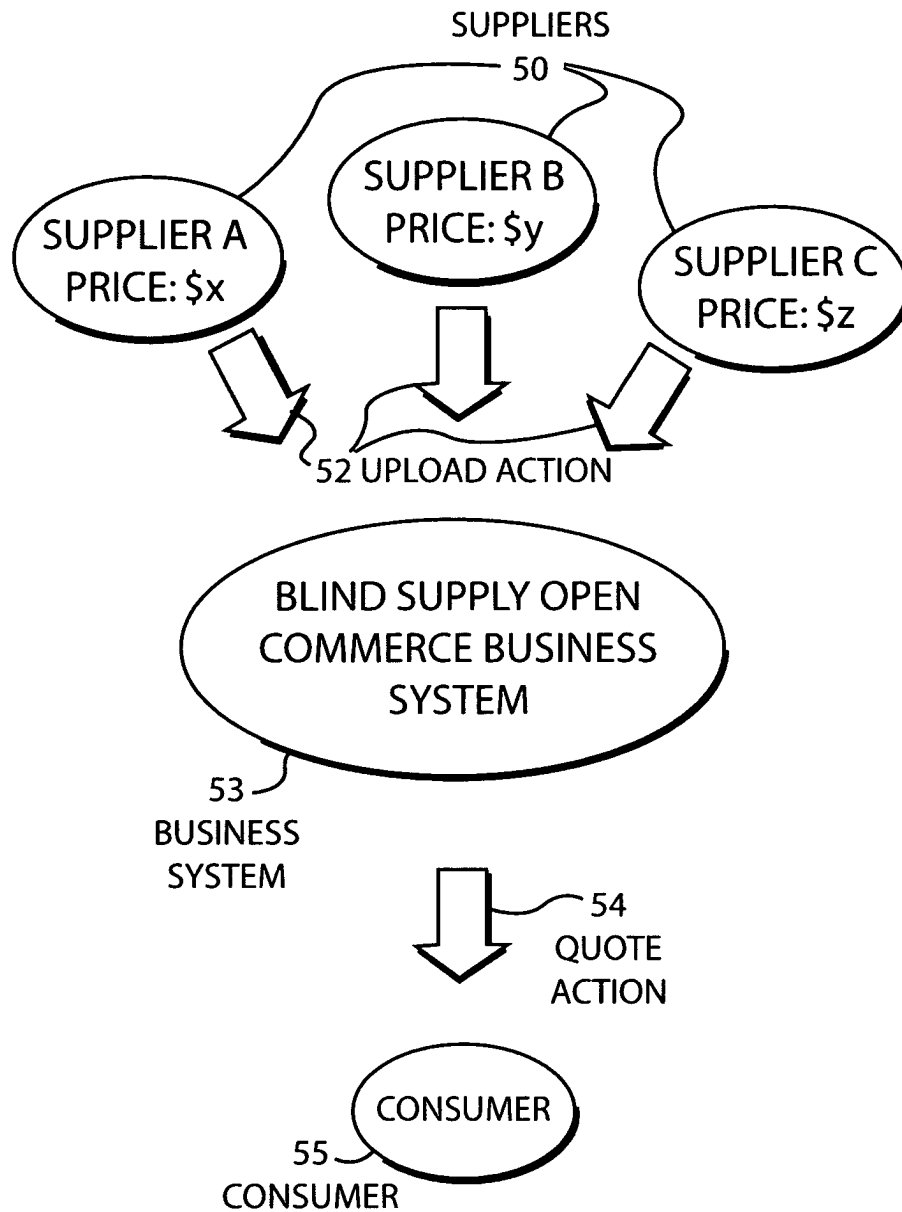 SUPPLIERS
50
SUPPLIER A
PRICE: $x
SUPPLIER B
PRICE: $y
SUPPLIER C
PRICE: $z
52 UPLOAD ACTION
BLIND SUPPLY OPEN
COMMERCE BUSINESS
SYSTEM
53
BUSINESS
SYSTEM
54
QUOTE
ACTION
CONSUMER
55
CONSUMER